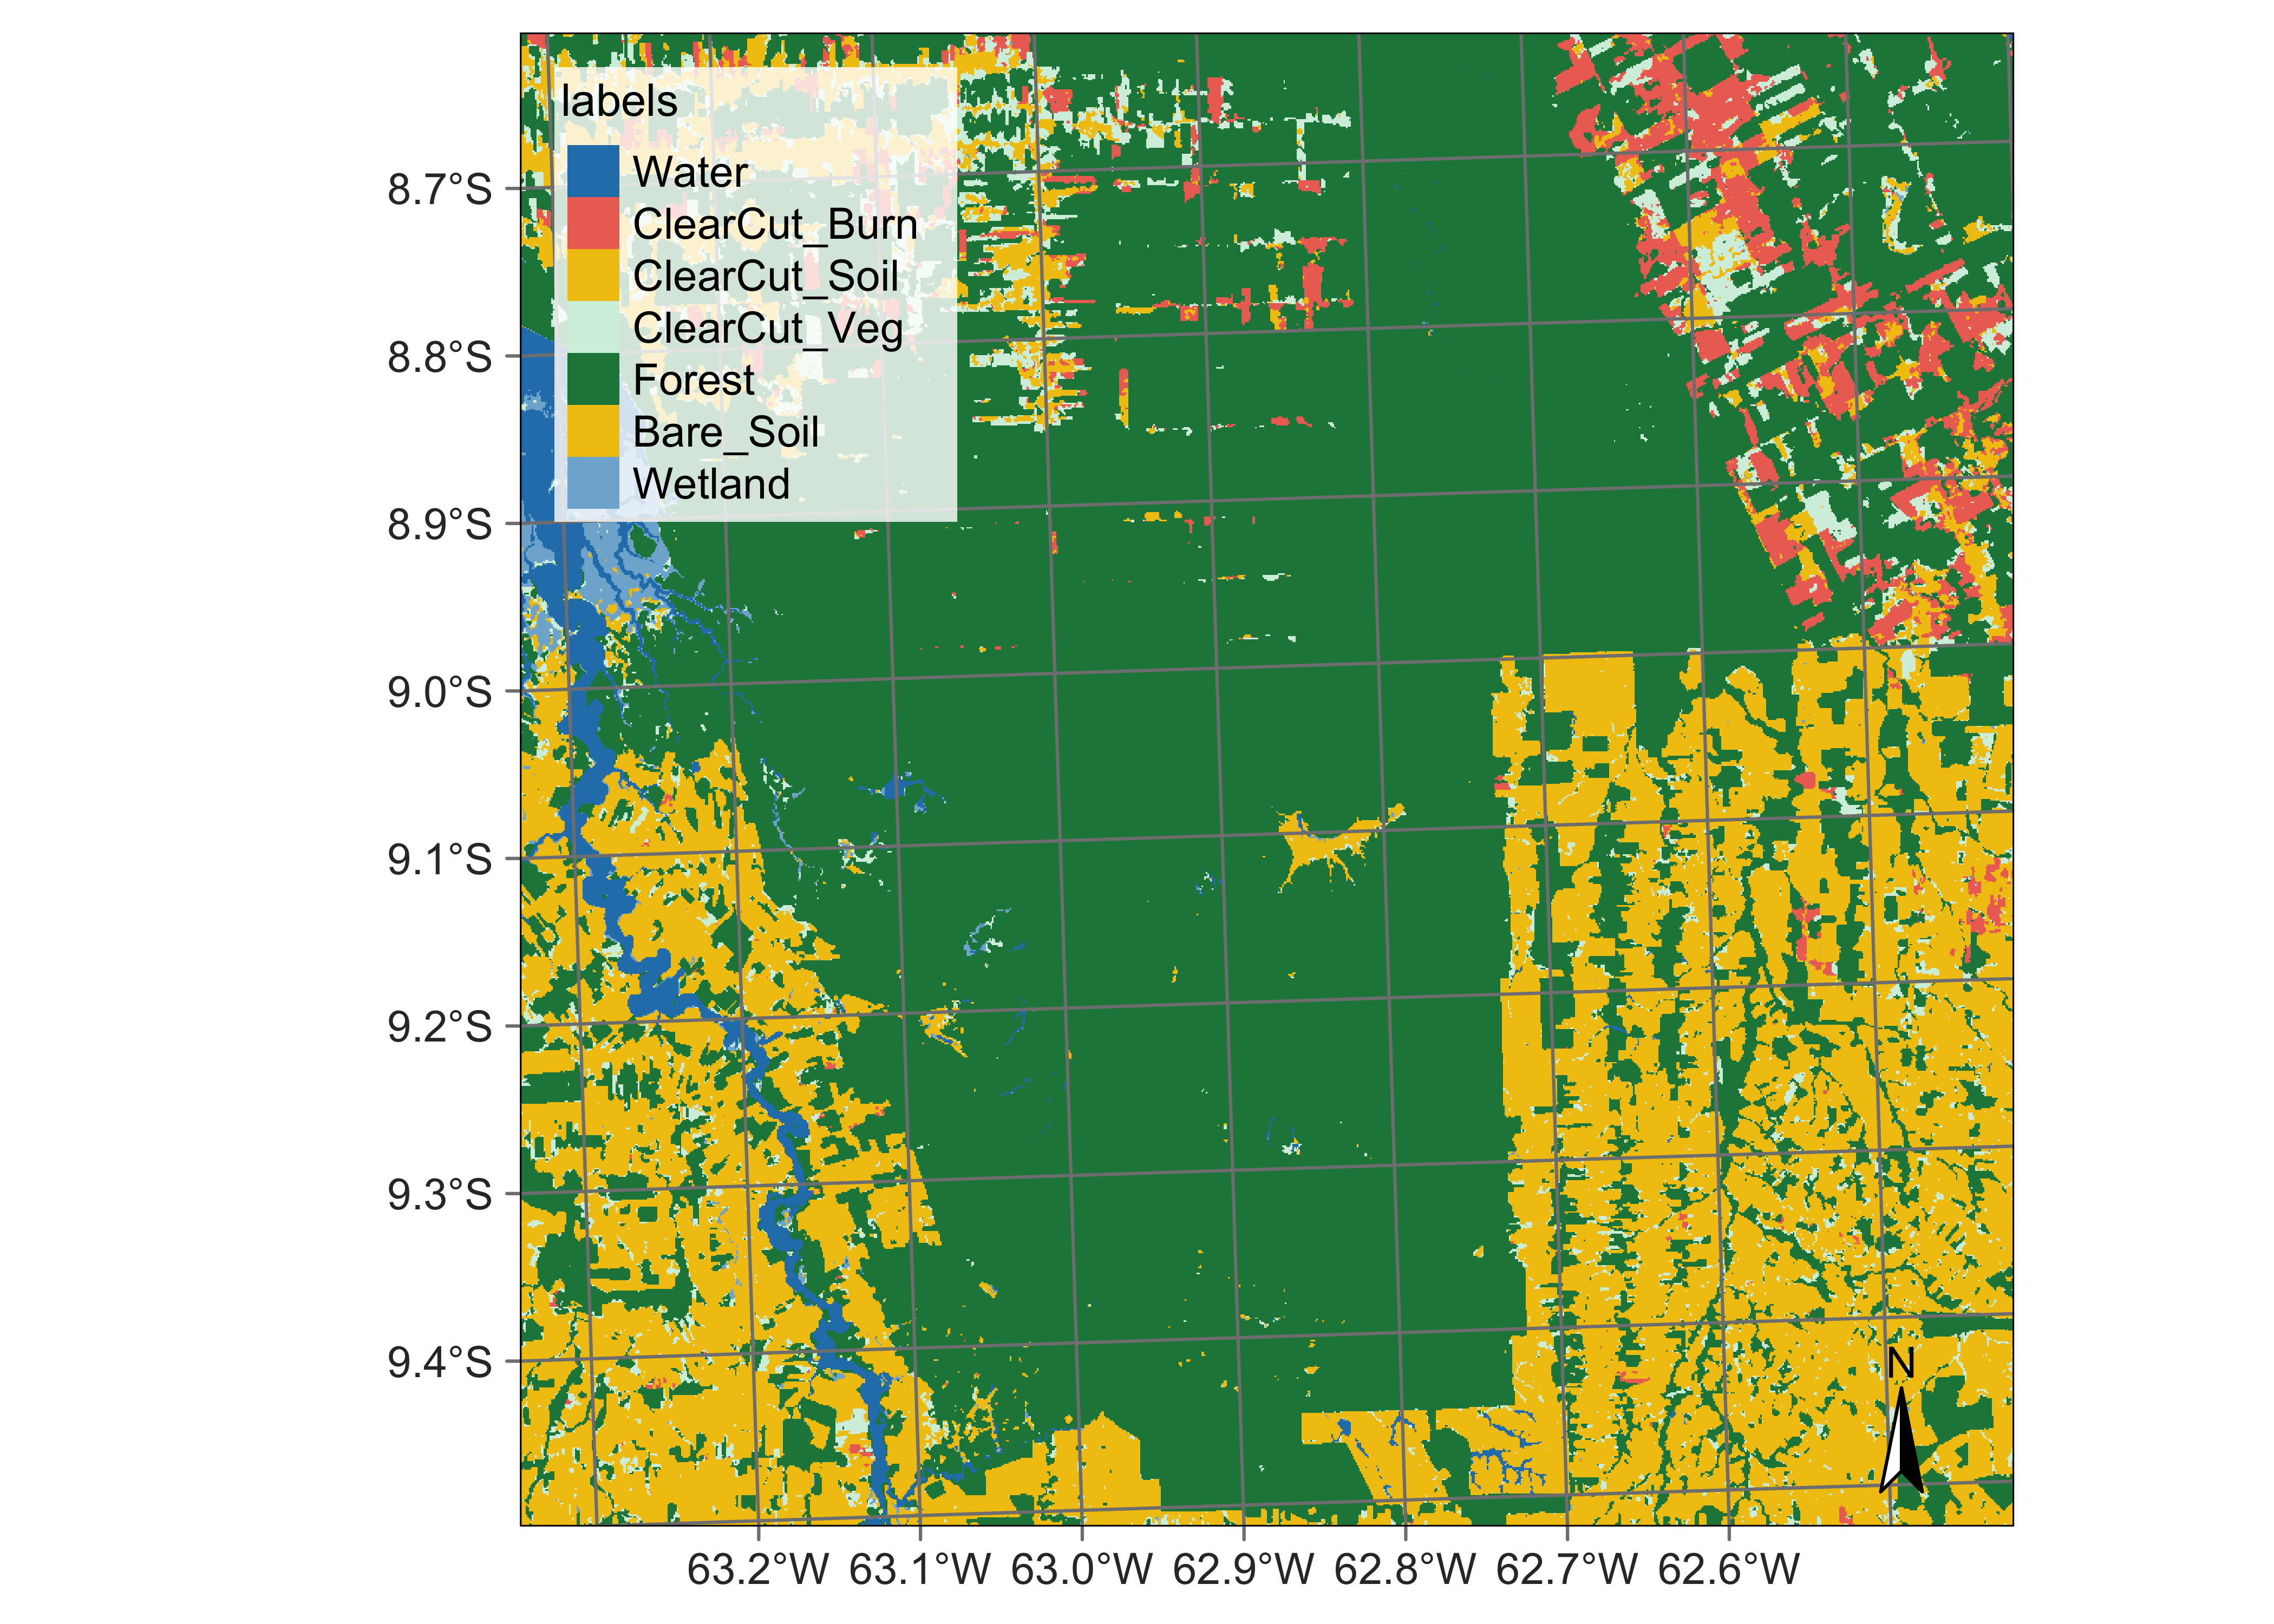 labels
Water
ClearCut_Burn
ClearCut_Soil
ClearCut_Veg
Forest
Bare_Soil
Wetland
8.7°S
8.8°S
8.9°S
9.0°S
9.1°S
9.2°S
9.3°S
9.4°S
N
63.2°W 63.1°W 63.0°W 62.9°W 62.8°W 62.7°W 62.6°W